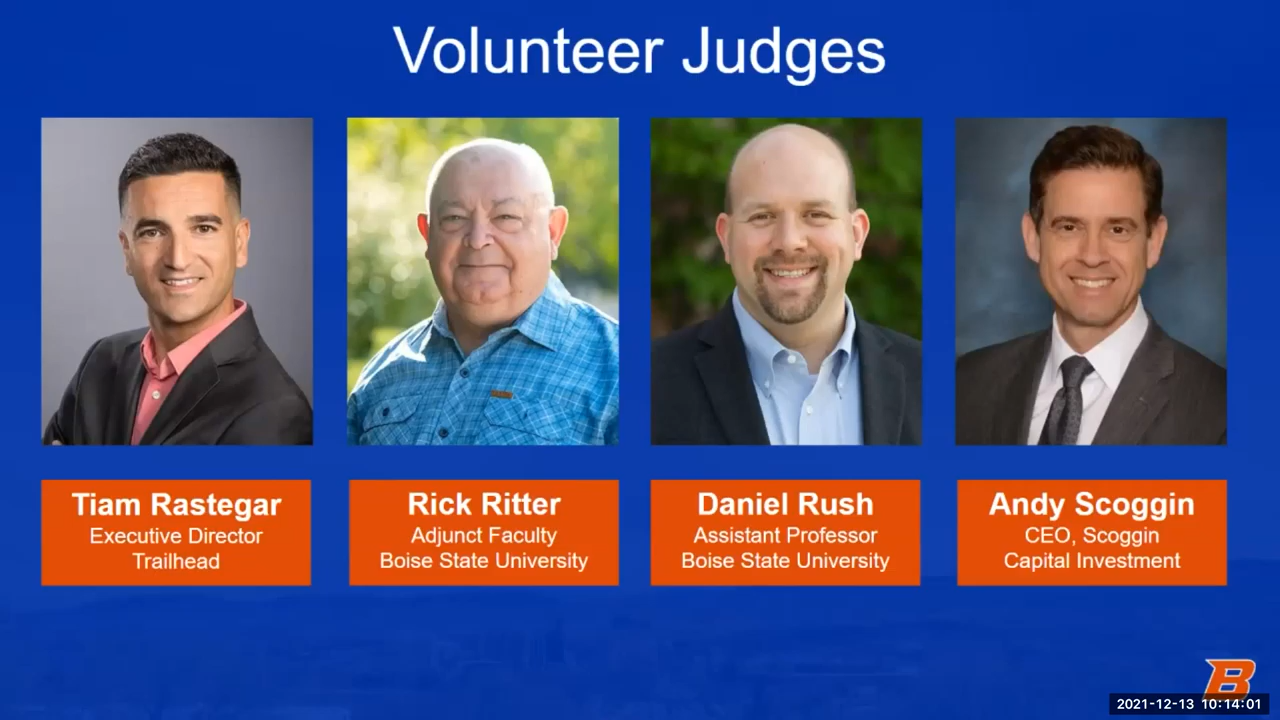 Volunteer Judges
Tiam Rastegar
Executive Director
Trailhead
Rick Ritter
Adjunct Faculty
Boise State University
Daniel Rush
Assistant Professor
Boise State University
Andy Scoggin
CEO, Scoggin
Capital Investment
B
2021-12-13 10:14:01